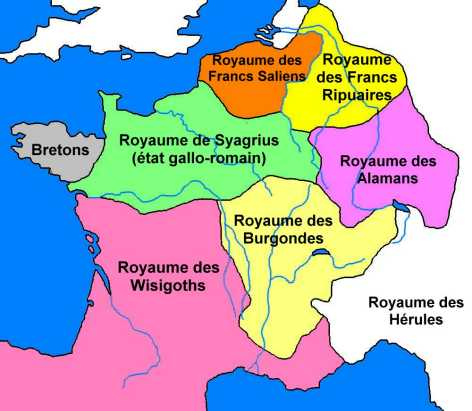 Royaume des
Francs Saliens
Royaume
des Francs
Ripuaires
Bretons
Royaume de Syagrius
(état gallo-romain)
Royaume des
Alamans
Royaume des
Burgondes
Royaume des
Wisigoths
Royaume des
Hérules